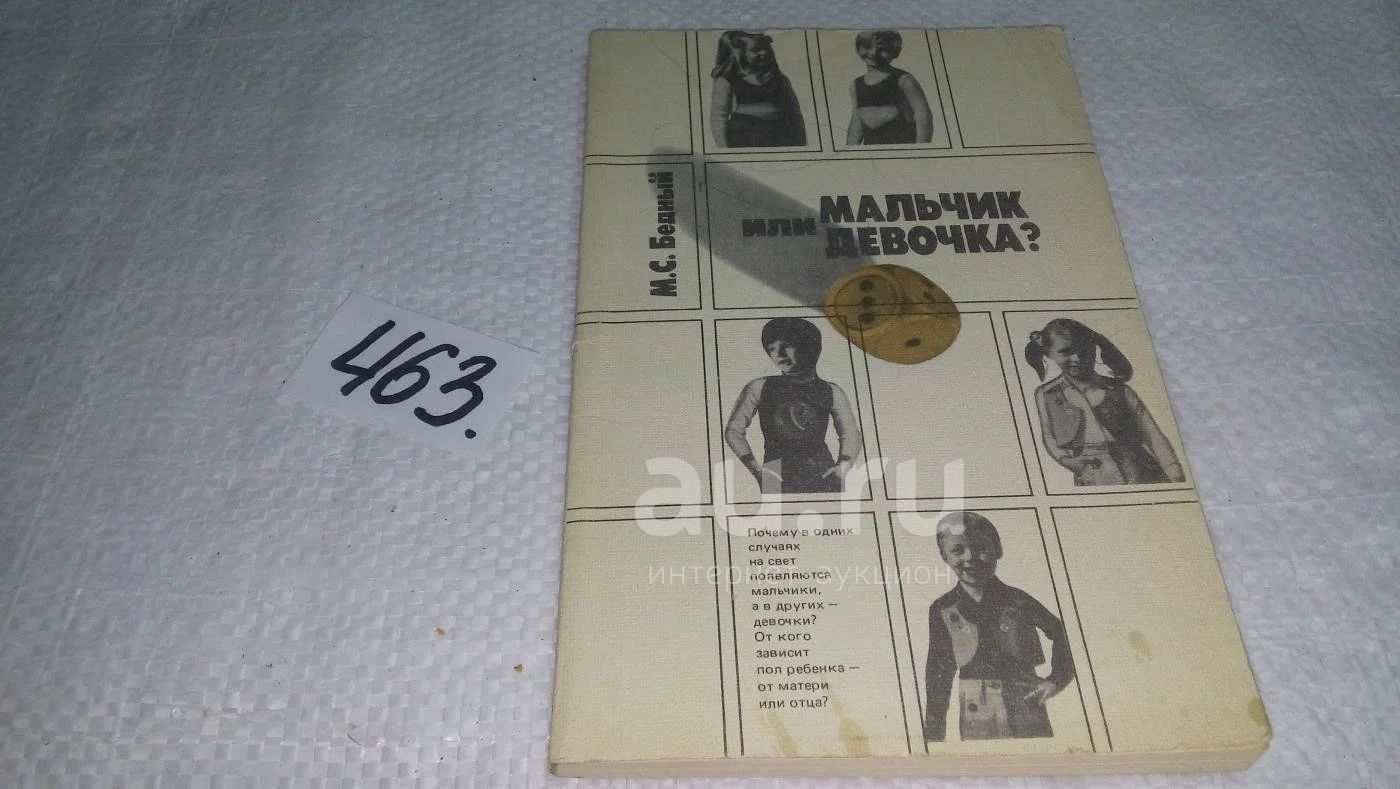 М.С. Бедный
МАЛЬЧИК
или ДЕВОЧКА?
463.
au.ru
интернет аукцион
Почему в одних
случаях
на свет
появляются
мальчики,
а в других —
девочки?
От кого
зависит
пол ребенка —
от матери
или отца?